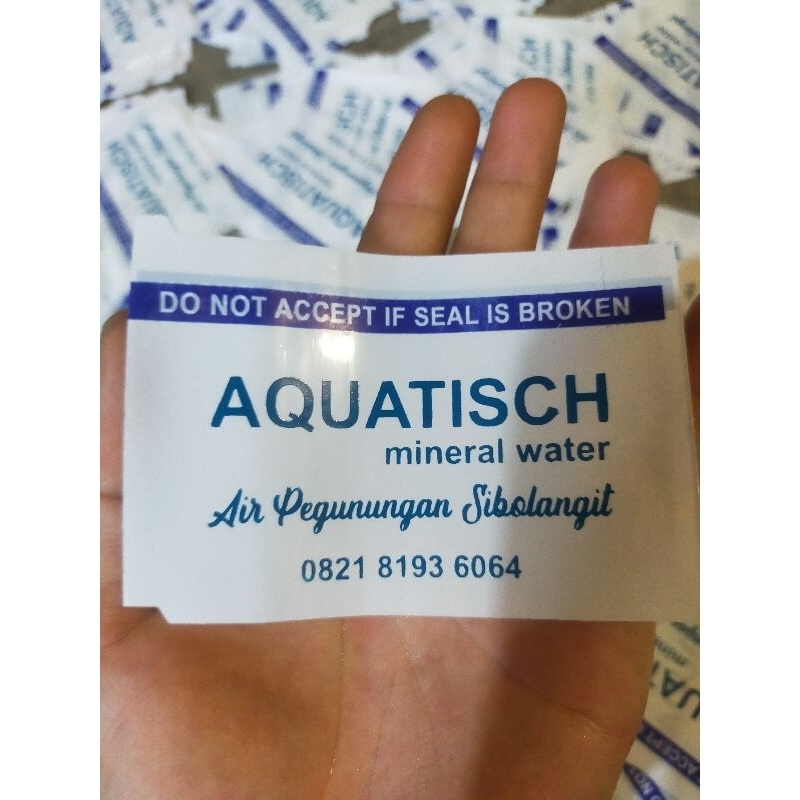 DO NOT ACCEPT IF SEAL IS BROKEN
AQUATISCH
mineral water
Air Pegunungan Sibolangit
0821 8193 6064